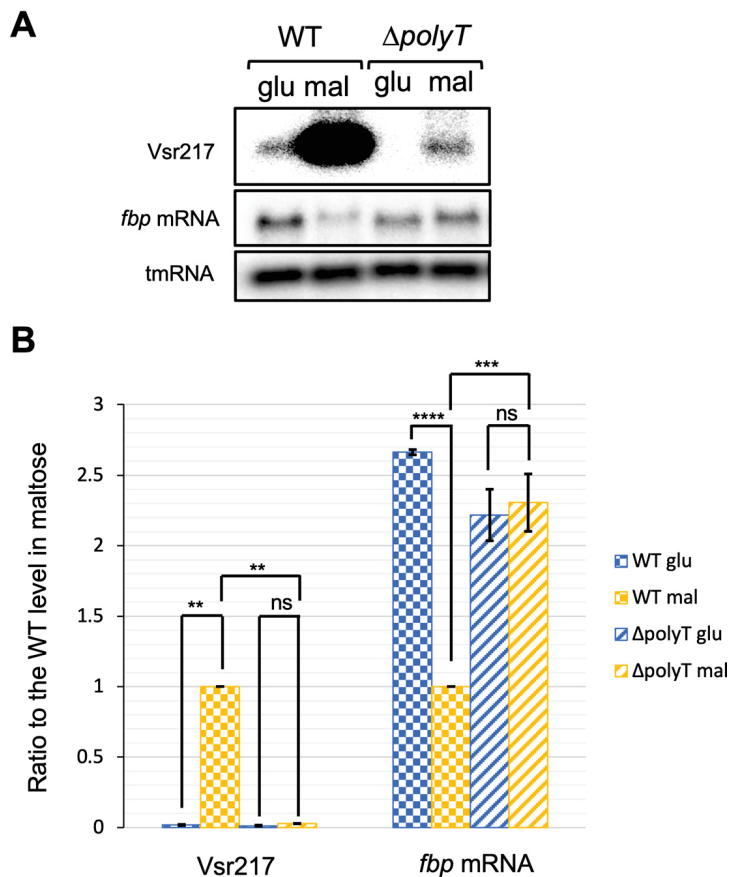 A
WT ΔpolyT
glu mal glu mal
Vsr217
fbp mRNA
tmRNA
B
Ratio to the WT level in maltose
3
2.5
2
1.5
1
0.5
0
**
**
ns
****
***
ns
Vsr217 fbp mRNA
WT glu
WT mal
ΔpolyT glu
ΔpolyT mal